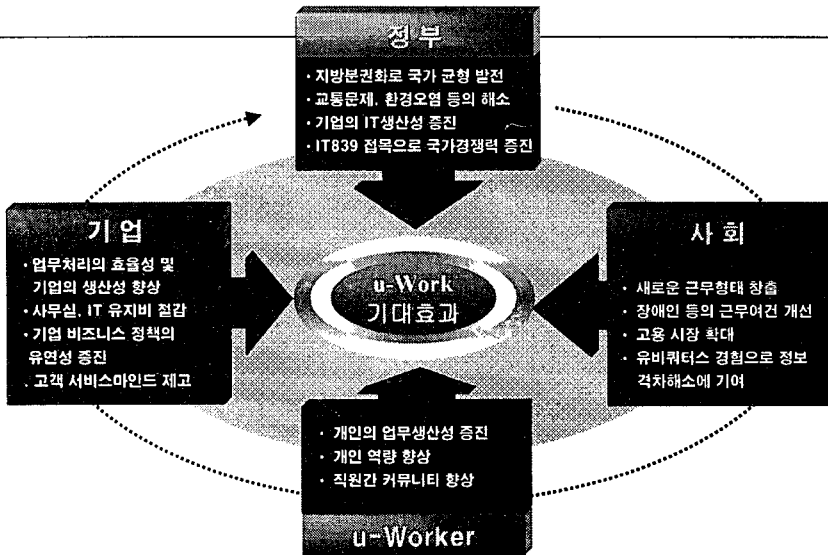 정부
· 지방분권화로 국가 균형 발전
· 교통문제, 환경오염 등의 해소
· 기업의 IT생산성 증진
· IT839 접목으로 국가경쟁력 증진
기업
· 업무처리의 효율성 및
기업의 생산성 향상
· 사무실, IT 유지비 절감
· 기업 비즈니스 정책의
유연성 증진
. 고객 서비스마인드 제고
u-Work
기대효과
사회
· 새로운 근무형태 창출
· 장애인 등의 근무여건 개선
· 고용 시장 확대
· 유비쿼터스 경험으로 정보
격차해소에 기여
· 개인의 업무생산성 증진
· 개인 역량 향상
· 직원간 커뮤니티 향상
u-Worker